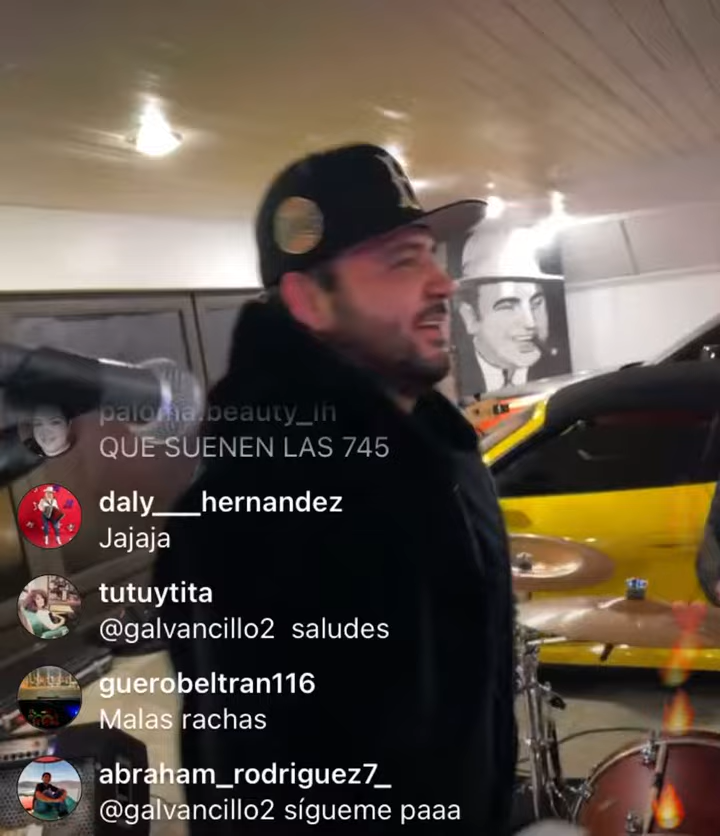 paloma.beauty_lh
QUE SUENEN LAS 745
daly___hernandez
Jajaja
tutuytita
@galvancillo2 saludes
guerobeltran116
Malas rachas
abraham_rodriguez7_
@galvancillo2 sígueme paaa